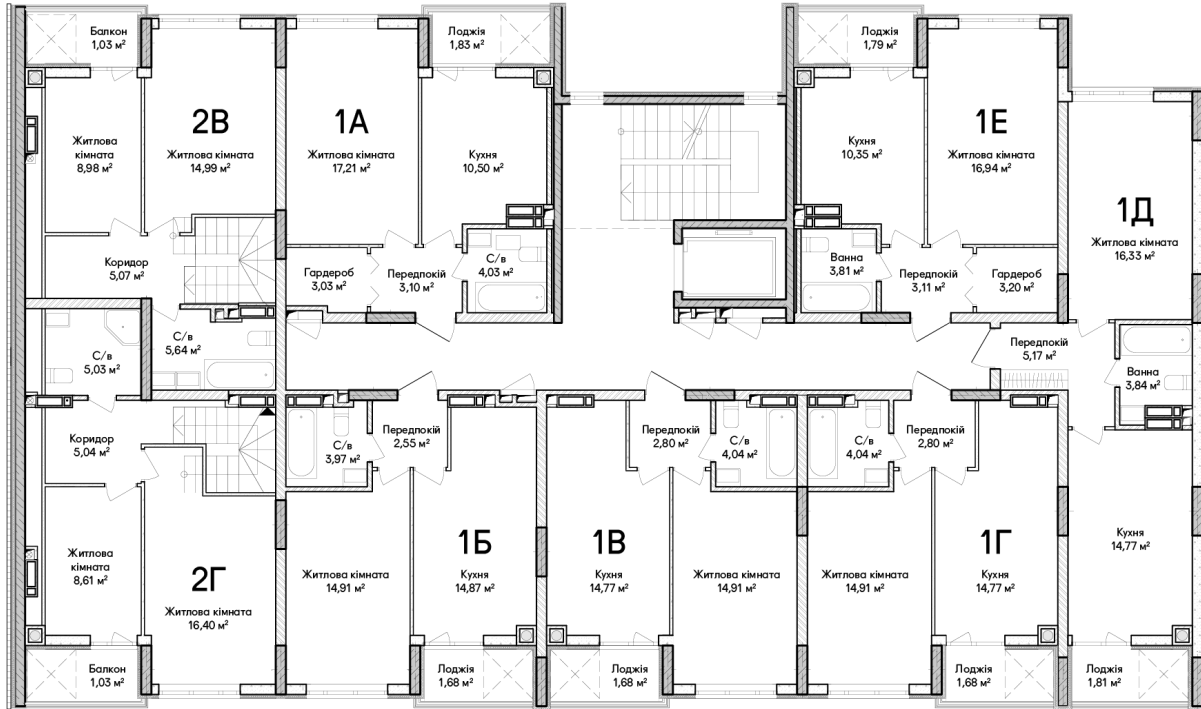 Балкон
1,03 м²
Житлова
кімната
8,98 м²
2В
Житлова кімната
14,99 м²
Коридор
5,07 м²
С/в
5,64 м²
1А
Житлова кімната
17,21 м²
Лоджія
1,83 м²
Кухня
10,50 м²
Гардероб
3,03 м²
Передпокій
3,10 м²
С/в
4,03 м²
Лоджія
1,79 м²
Кухня
10,35 м²
1Е
Житлова кімната
16,94 м²
Ванна
3,81 м²
Передпокій
3,11 м²
Гардероб
3,20 м²
1Д
Житлова кімната
16,33 м²
Передпокій
5,17 м²
Ванна
3,84 м²
Кухня
14,77 м²
Лоджія
1,81 м²
С/в
5,03 м²
Коридор
5,04 м²
Житлова
кімната
8,61 м²
2Г
Житлова кімната
16,40 м²
Балкон
1,03 м²
С/в
3,97 м²
Передпокій
2,55 м²
Житлова кімната
14,91 м²
1Б
Кухня
14,87 м²
Лоджія
1,68 м²
1В
Кухня
14,77 м²
Лоджія
1,68 м²
Передпокій
2,80 м²
С/в
4,04 м²
Житлова кімната
14,91 м²
С/в
4,04 м²
Передпокій
2,80 м²
Житлова кімната
14,91 м²
1Г
Кухня
14,77 м²
Лоджія
1,68 м²